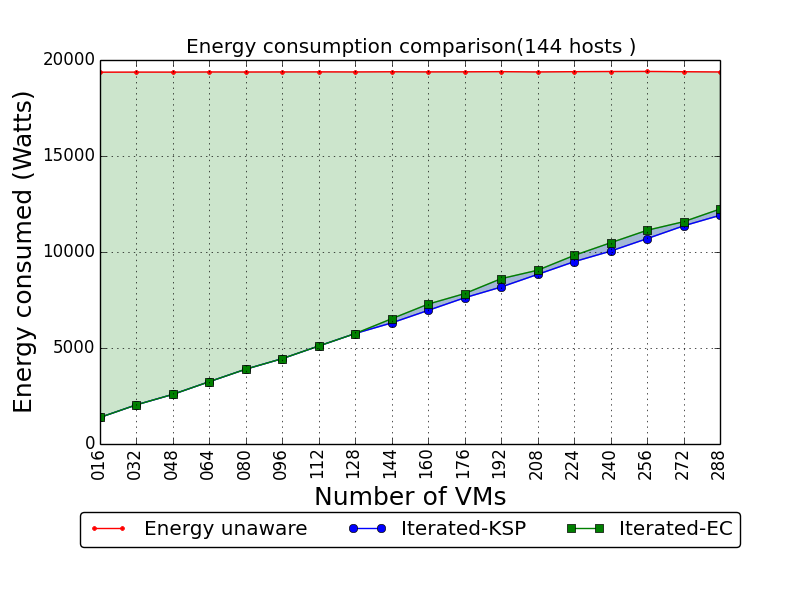 Energy consumption comparison(144 hosts )
Energy consumed (Watts)
20000
15000
10000
5000
0
016 032 048 064 080 096 112 128 144 160 176 192 208 224 240 256 272 288
Number of VMs
Energy unaware Iterated-KSP Iterated-EC